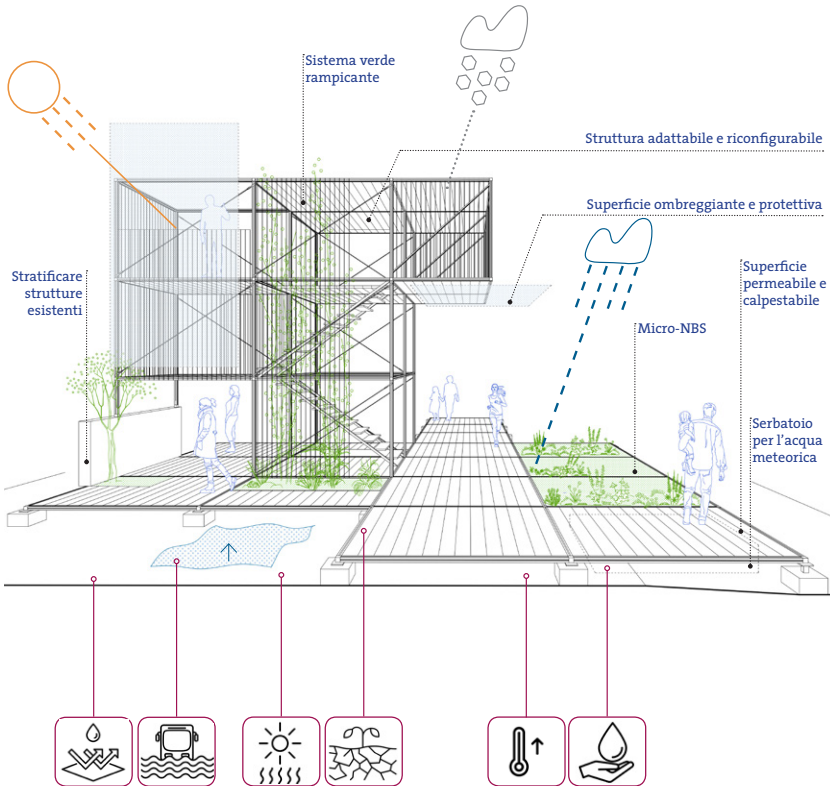 Sistema verde
rampicante
Struttura adattabile e riconfigurabile
Superficie ombreggiante e protettiva
Stratificare
strutture
esistenti
Superficie
permeabile e
calpestabile
Micro-NBS
Serbatoio
per l'acqua
meteorica